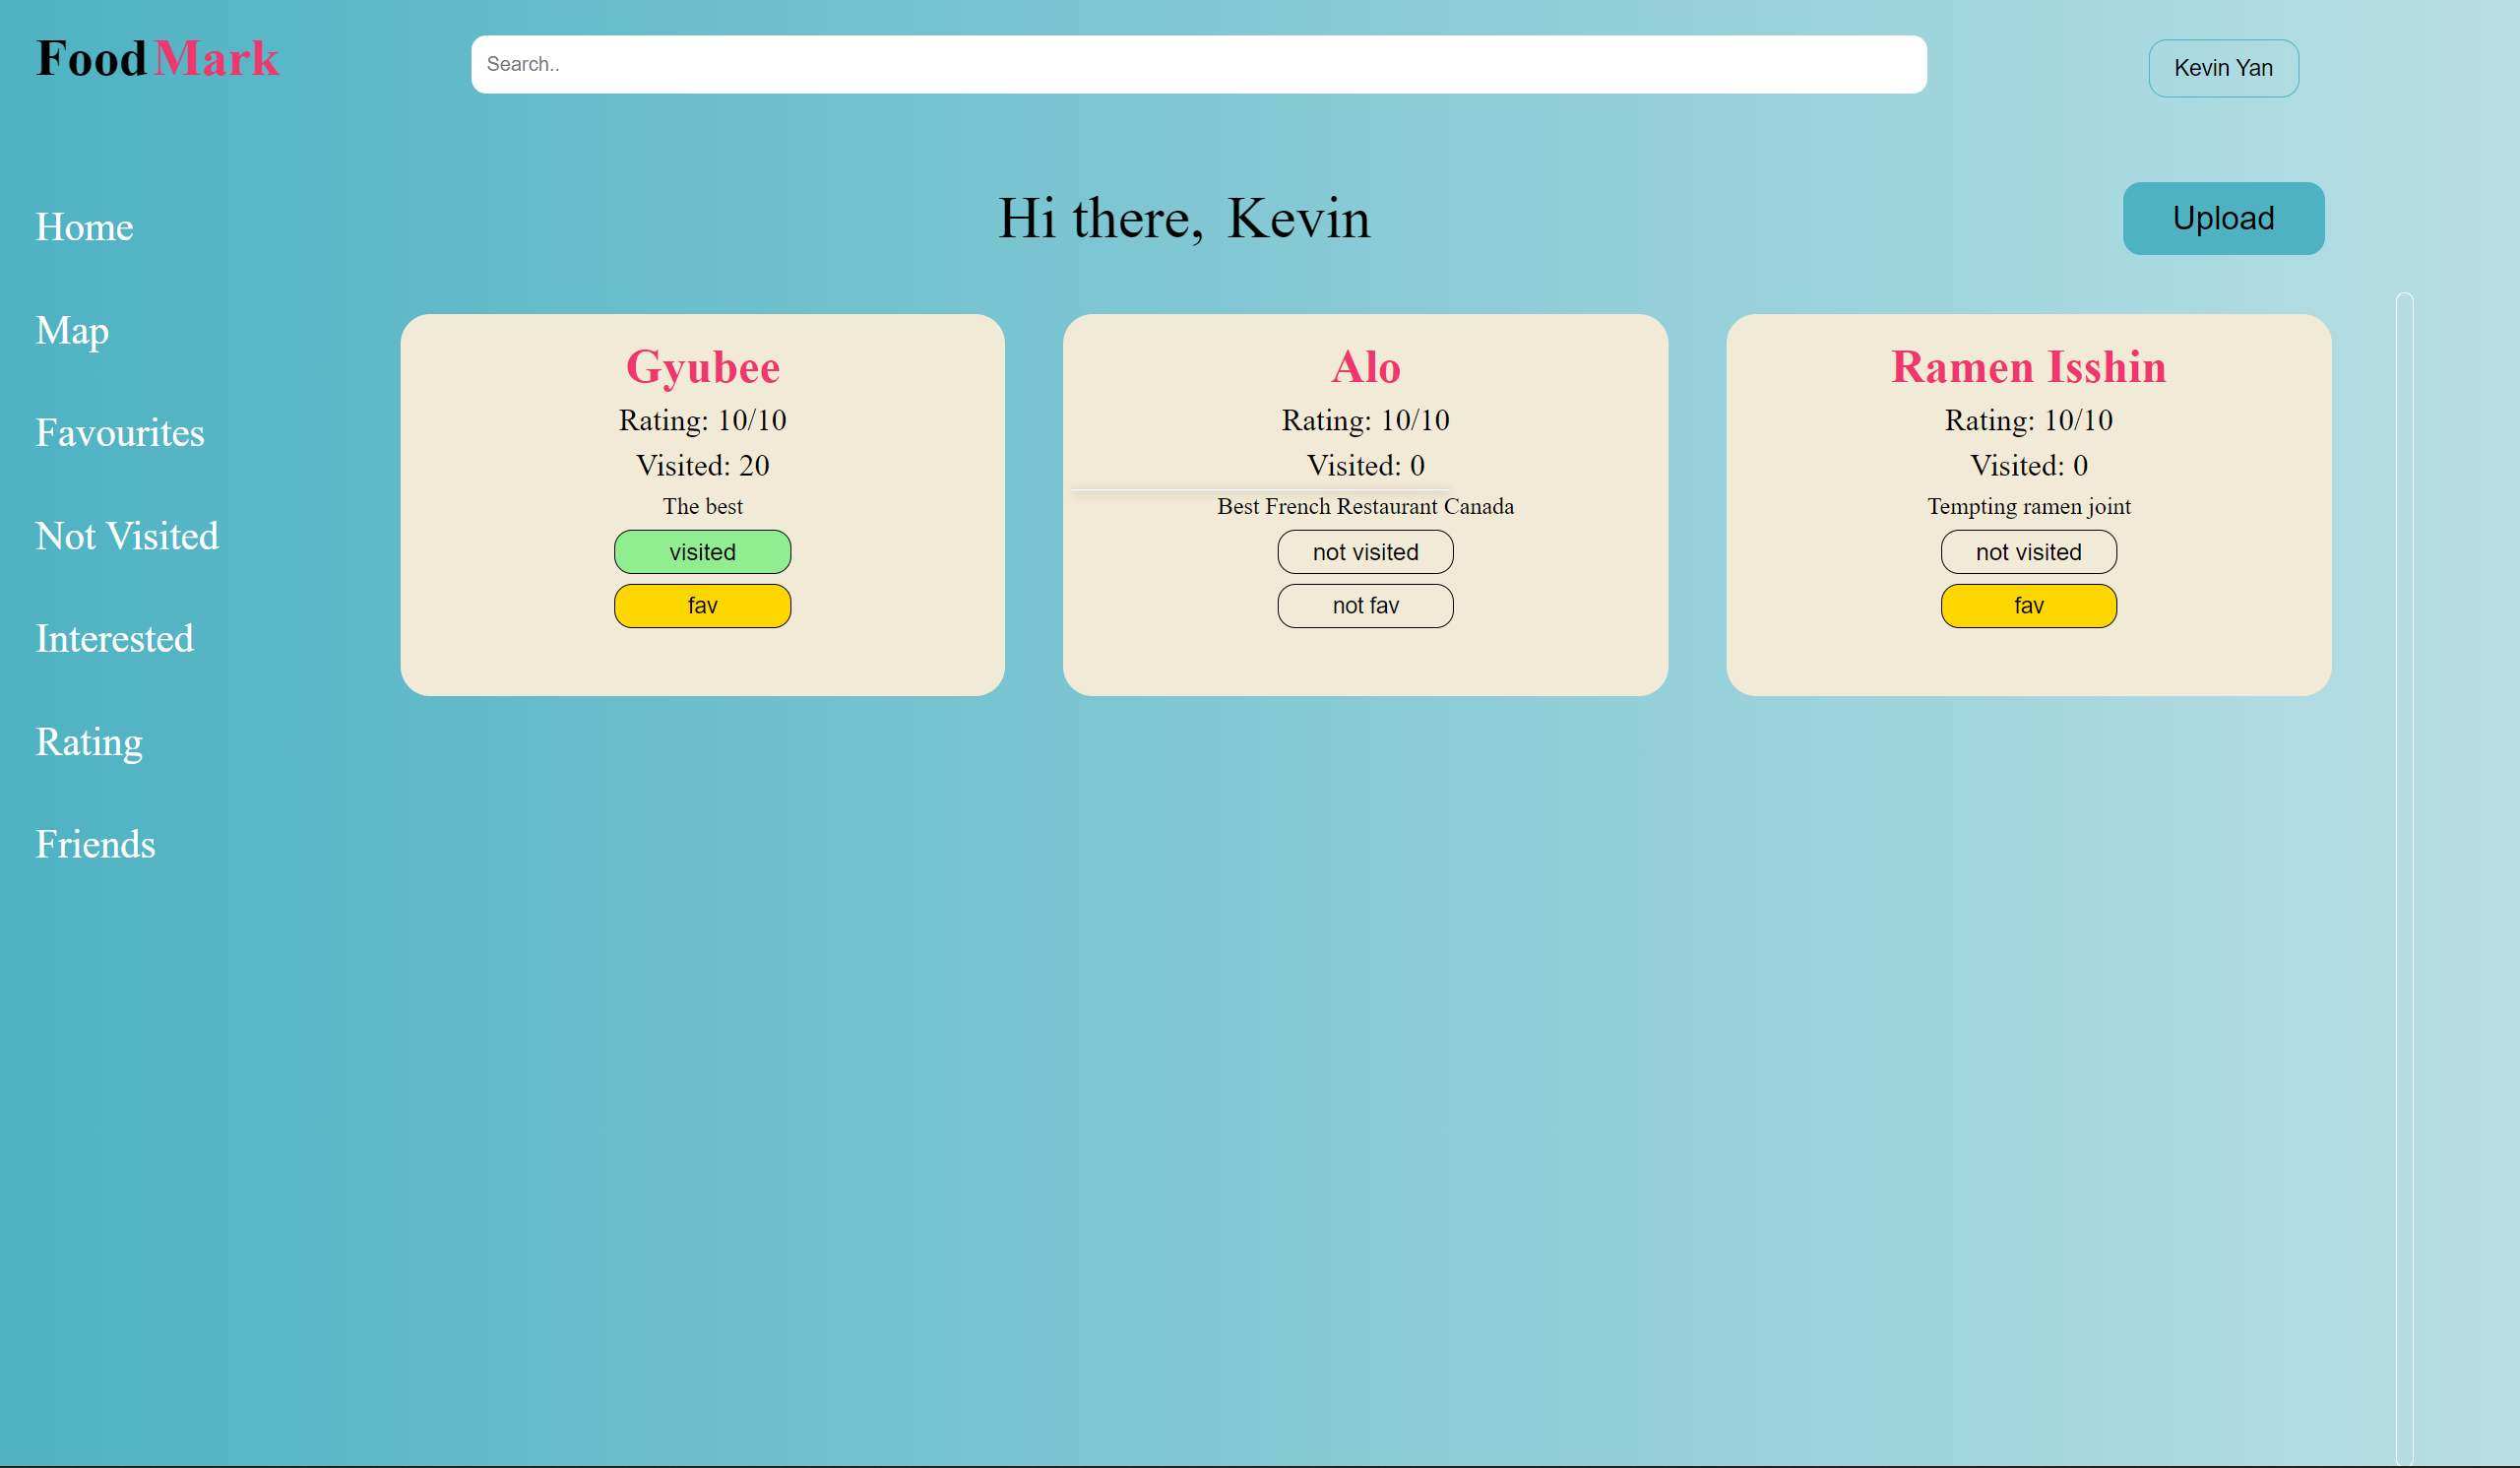 FoodMark
Search..
Kevin Yan
Hi there, Kevin
Upload
Home
Map
Favourites
Not Visited
Interested
Rating
Friends
Gyubee
Rating: 10/10
Visited: 20
The best
visited
fav
Alo
Rating: 10/10
Visited: 0
Best French Restaurant Canada
not visited
not fav
Ramen Isshin
Rating: 10/10
Visited: 0
Tempting ramen joint
not visited
fav